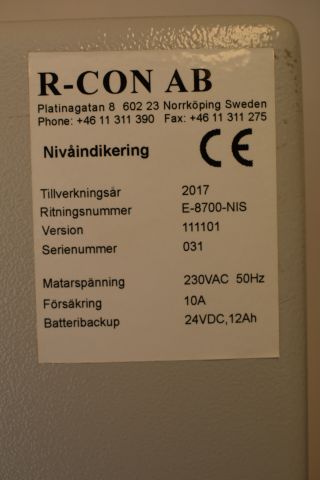 R-CON AB
Platinagatan 8 602 23 Norrköping Sweden
Phone: +46 11 311 390 Fax: +46 11 311 275
Nivåindikering CE
Tillverkningsår 2017
Ritningsnummer E-8700-NIS
Version 111101
Serienummer 031
Matarspänning 230VAC 50Hz
Försäkring 10A
Batteribackup 24VDC,12Ah